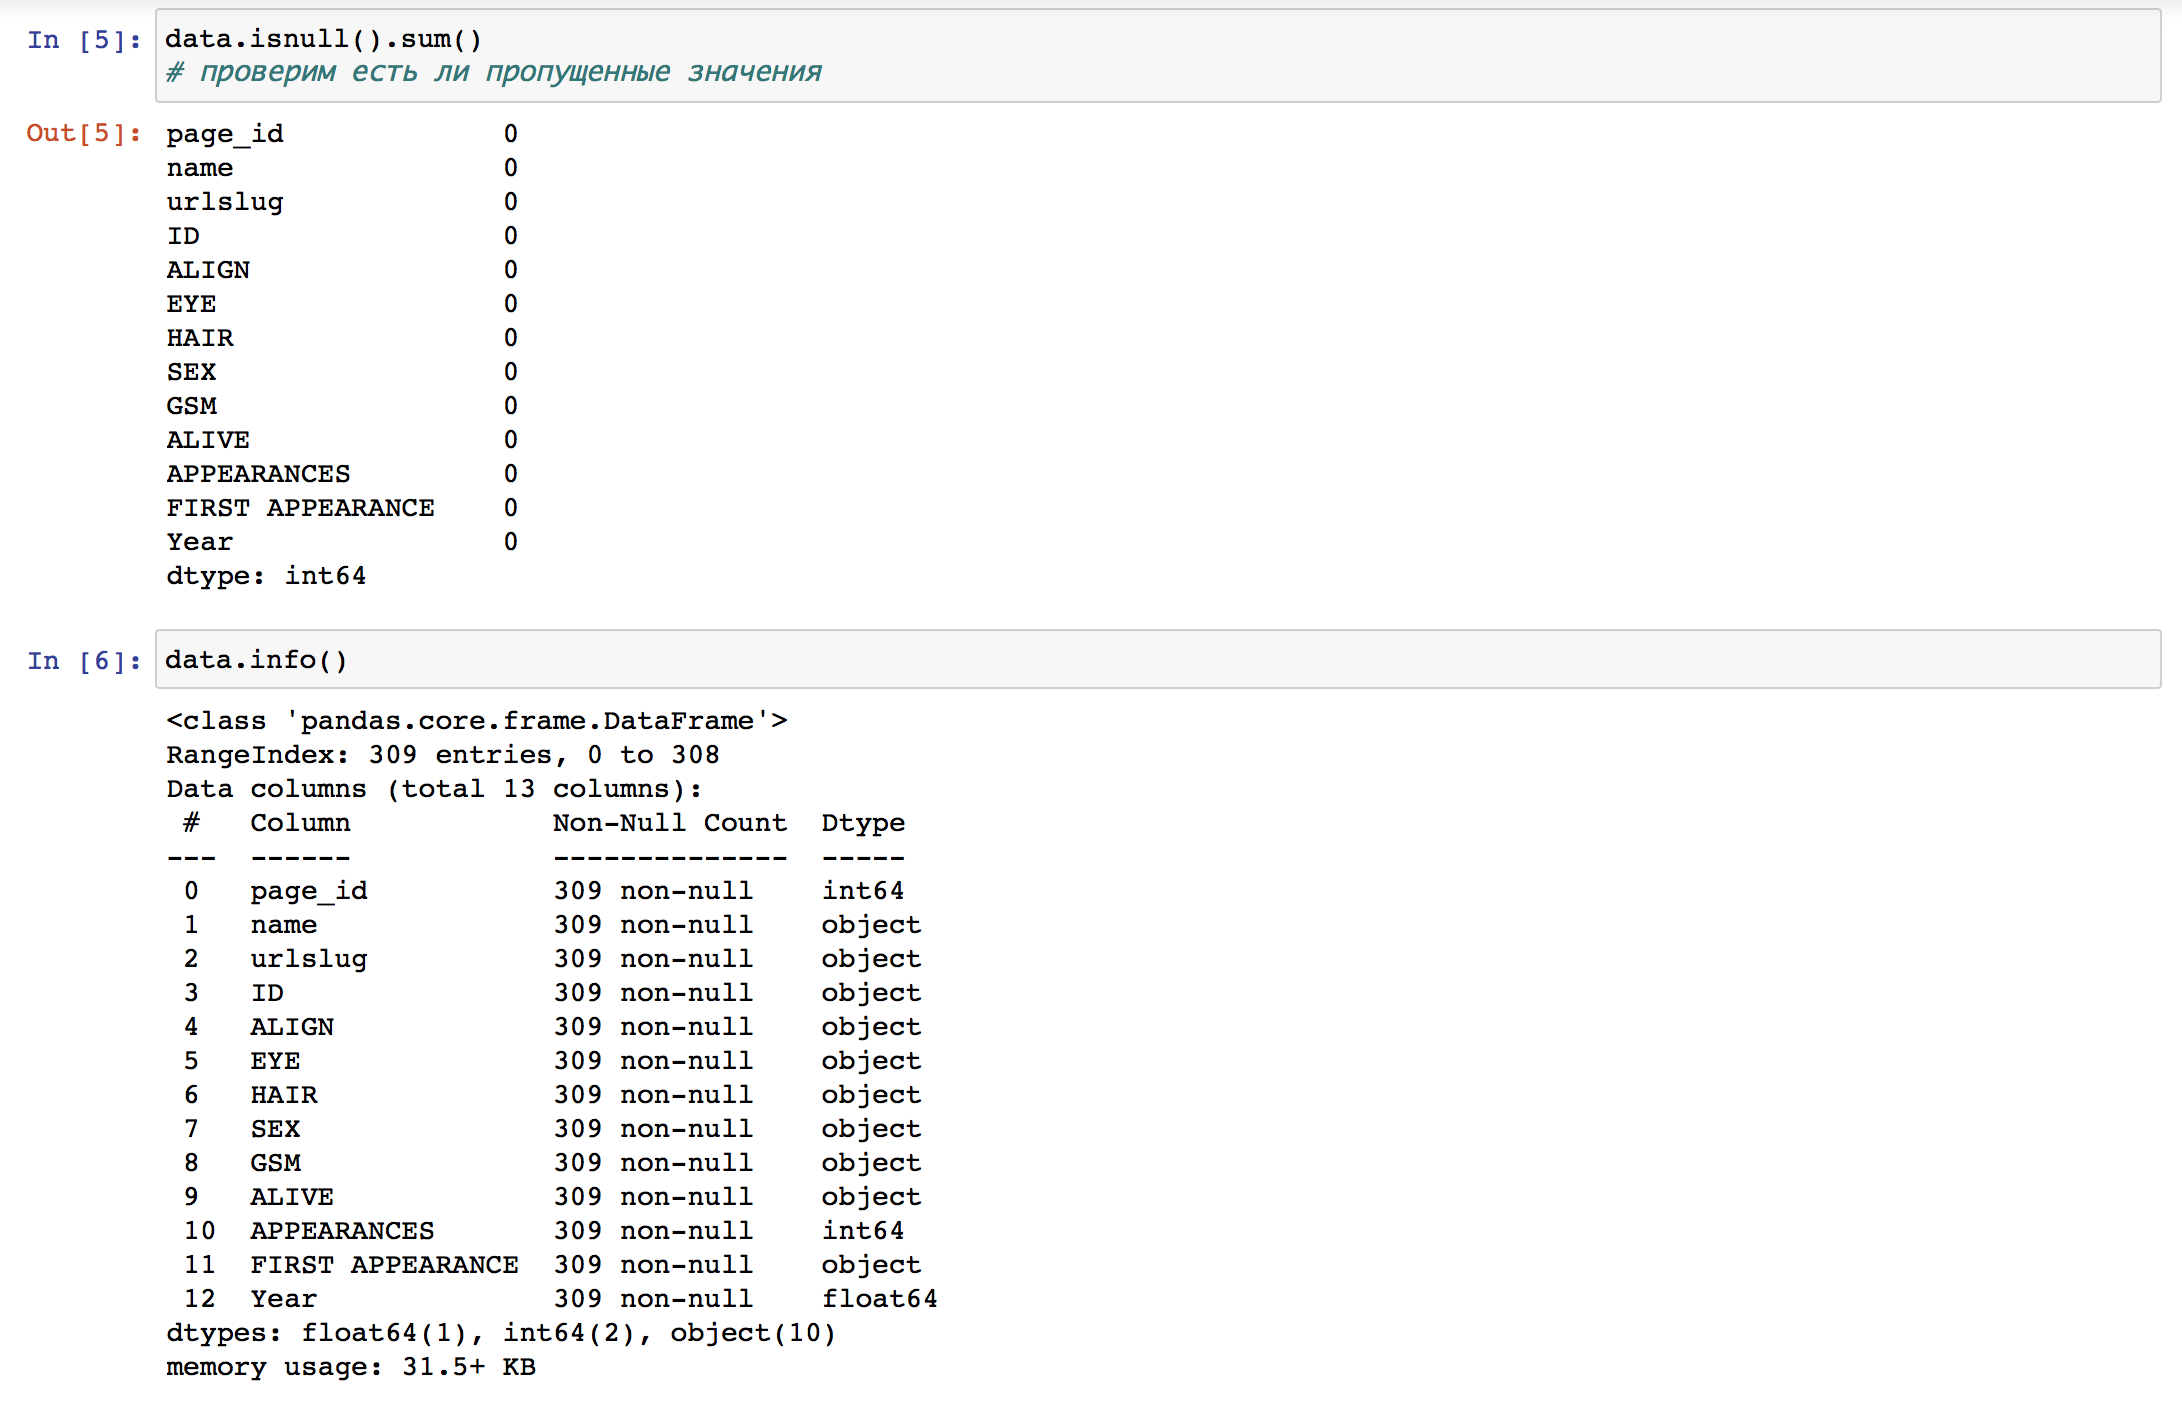 In [5]: data.isnull().sum()
# проверим есть ли пропущенные значения
Out[5]: page_id 0
name 0
urlslug 0
ID 0
ALIGN 0
EYE 0
HAIR 0
SEX 0
GSM 0
ALIVE 0
APPEARANCES 0
FIRST APPEARANCE 0
Year 0
dtype: int64
In [6]: data.info()
<class 'pandas.core.frame.DataFrame'>
RangeIndex: 309 entries, 0 to 308
Data columns (total 13 columns):
# Column Non-Null Count Dtype
--- ------ -------------- -----
0 page_id 309 non-null int64
1 name 309 non-null object
2 urlslug 309 non-null object
3 ID 309 non-null object
4 ALIGN 309 non-null object
5 EYE 309 non-null object
6 HAIR 309 non-null object
7 SEX 309 non-null object
8 GSM 309 non-null object
9 ALIVE 309 non-null object
10 APPEARANCES 309 non-null int64
11 FIRST APPEARANCE 309 non-null object
12 Year 309 non-null float64
dtypes: float64(1), int64(2), object(10)
memory usage: 31.5+ KB